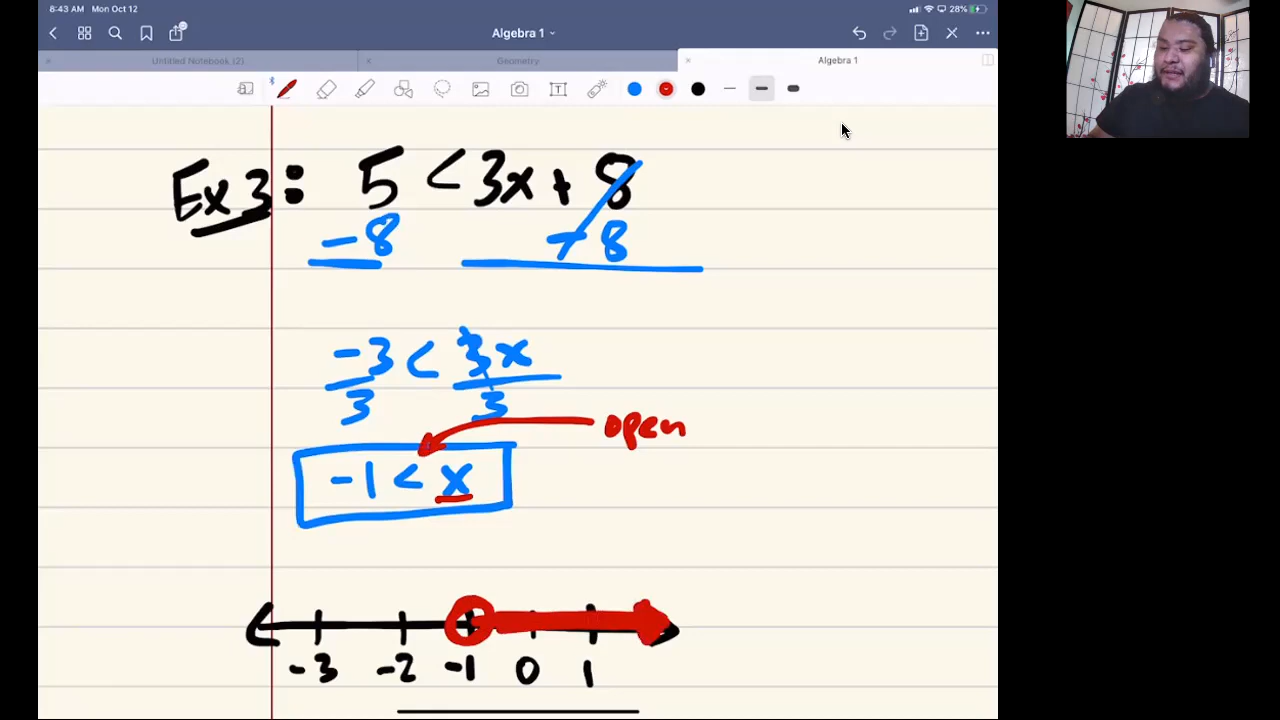 8:43 AM Mon Oct 12
28%
Algebra 1
Untitled Notebook (2)
Geometry
Algebra 1
Ex 3: 5 < 3x + 8
-8 -8
-3 < 3x
3 3
open
-1 < x
-3 -2 -1 0 1